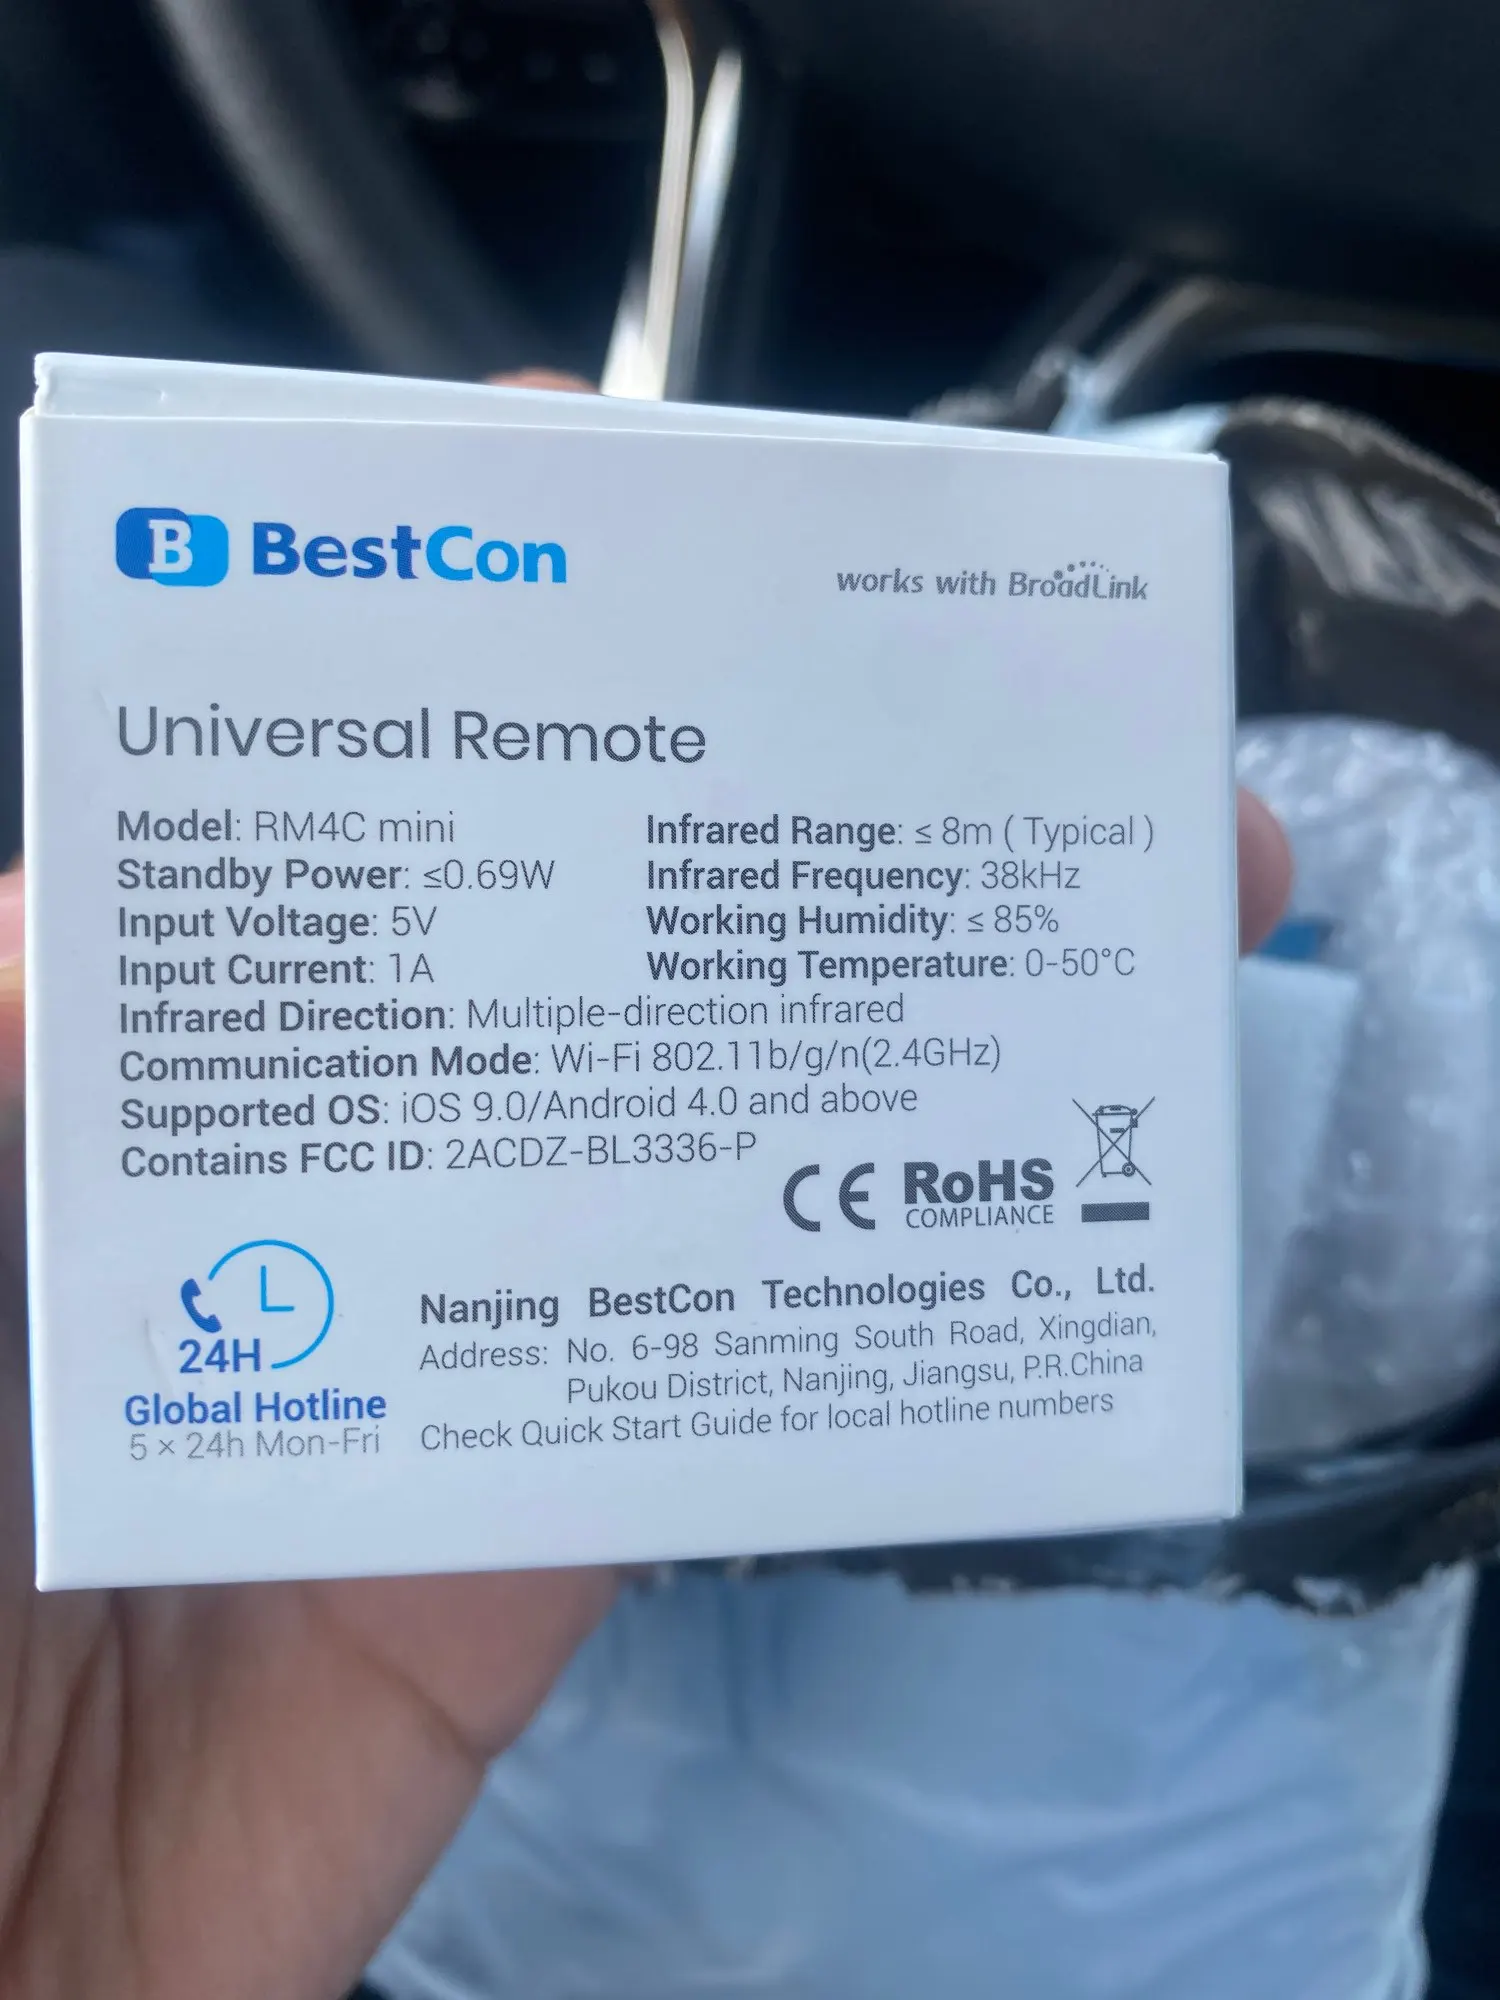 B BestCon
works with BroadLink
Universal Remote
Model: RM4C mini
Standby Power: ≤0.69W
Input Voltage: 5V
Input Current: 1A
Infrared Range: ≤ 8m ( Typical )
Infrared Frequency: 38kHz
Working Humidity: ≤ 85%
Working Temperature: 0-50°C
Infrared Direction: Multiple-direction infrared
Communication Mode: Wi-Fi 802.11b/g/n(2.4GHz)
Supported OS: iOS 9.0/Android 4.0 and above
Contains FCC ID: 2ACDZ-BL3336-P
CE RoHS
COMPLIANCE
24H
Global Hotline
5 × 24h Mon-Fri
Nanjing BestCon Technologies Co., Ltd.
Address: No. 6-98 Sanming South Road, Xingdian,
Pukou District, Nanjing, Jiangsu, P.R.China
Check Quick Start Guide for local hotline numbers